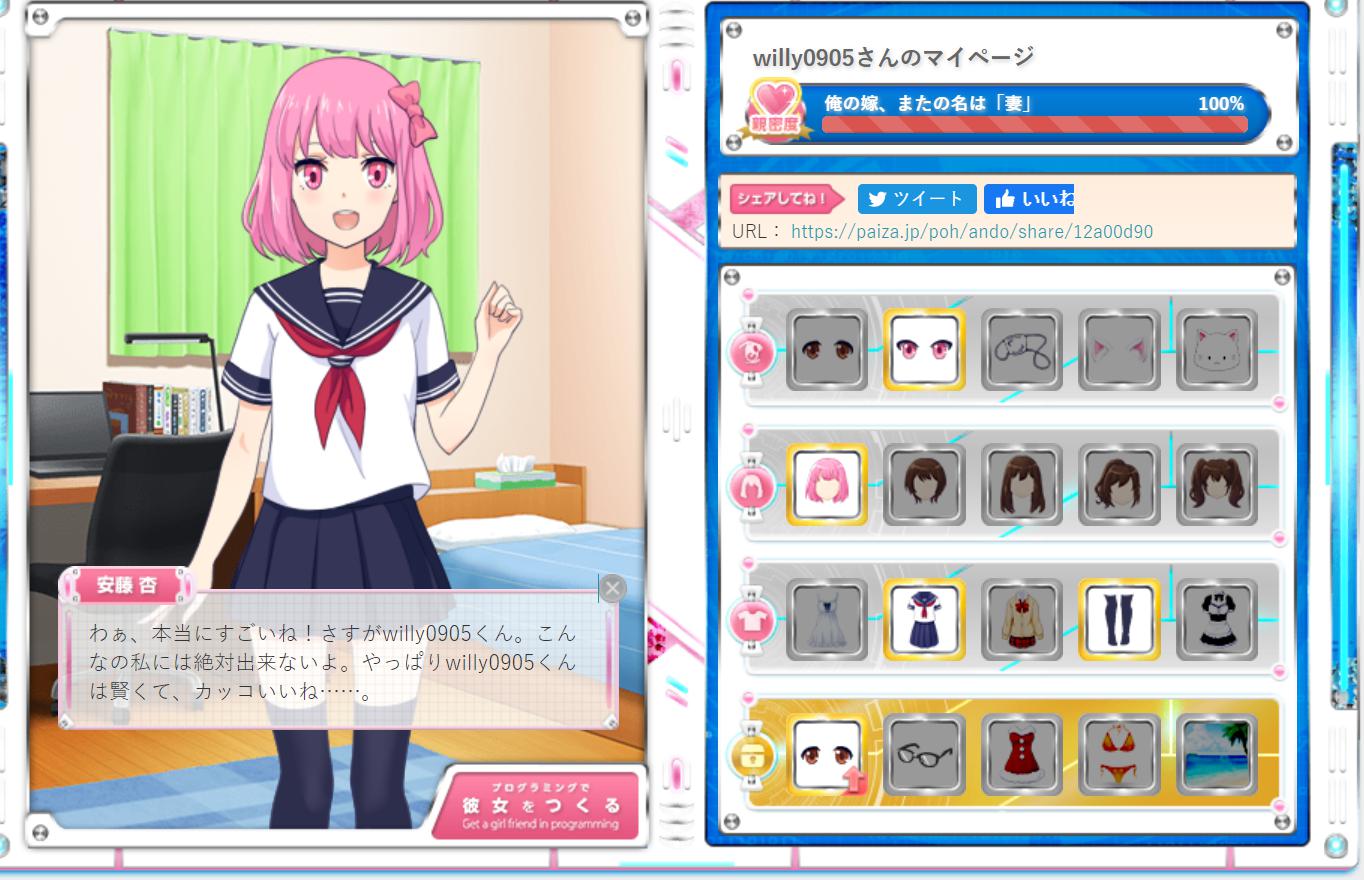 willy0905さんのマイページ
親密度
俺の嫁、またの名は「妻」 100%
シェアしてね!
ツイート
いいね
URL: https://paiza.jp/poh/ando/share/12a00d90
安藤 杏
わぁ、本当にすごいね!さすがwilly0905くん。こん
なの私には絶対出来ないよ。やっぱりwilly0905くん
は賢くて、カッコいいね……。
プログラミングで
彼女をつくる
Get a girl friend in programming